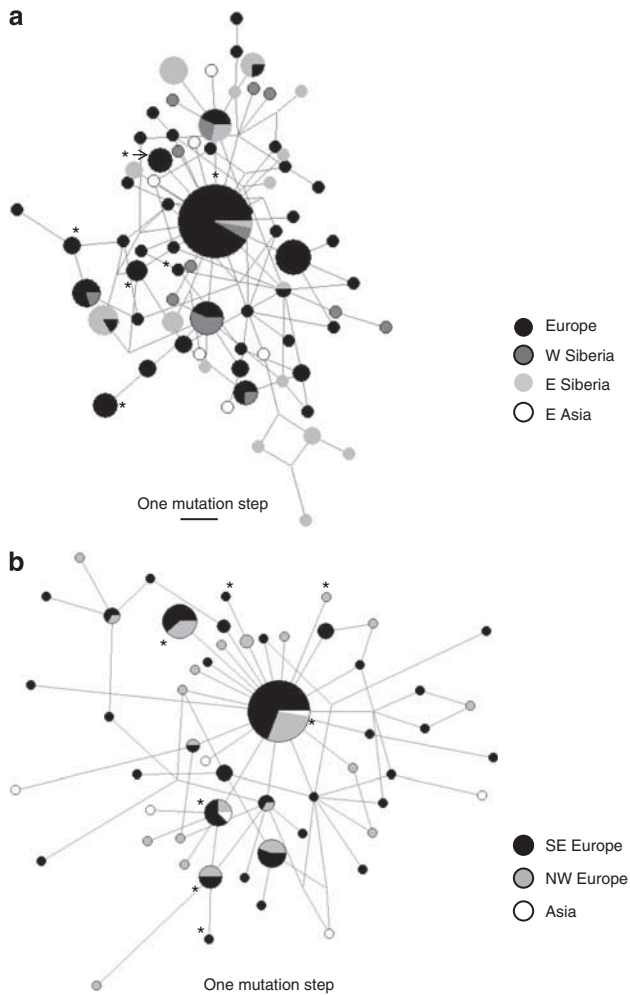 a
*
*
*
*
*
*
Europe
W Siberia
E Siberia
E Asia
One mutation step
b
*
*
*
*
*
*
*
SE Europe
NW Europe
Asia
One mutation step